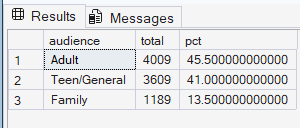 Results Messages
audience total pct
1 Adult 4009 45.500000000000
2 Teen/General 3609 41.000000000000
3 Family 1189 13.500000000000